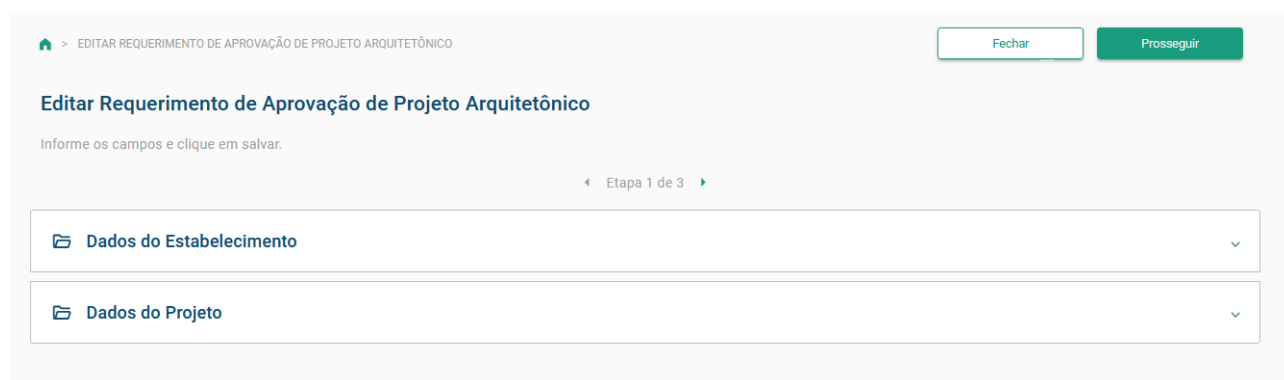 > EDITAR REQUERIMENTO DE APROVAÇÃO DE PROJETO ARQUITETÔNICO
Fechar
Prosseguir
Editar Requerimento de Aprovação de Projeto Arquitetônico
Informe os campos e clique em salvar.
Etapa 1 de 3
Dados do Estabelecimento
Dados do Projeto